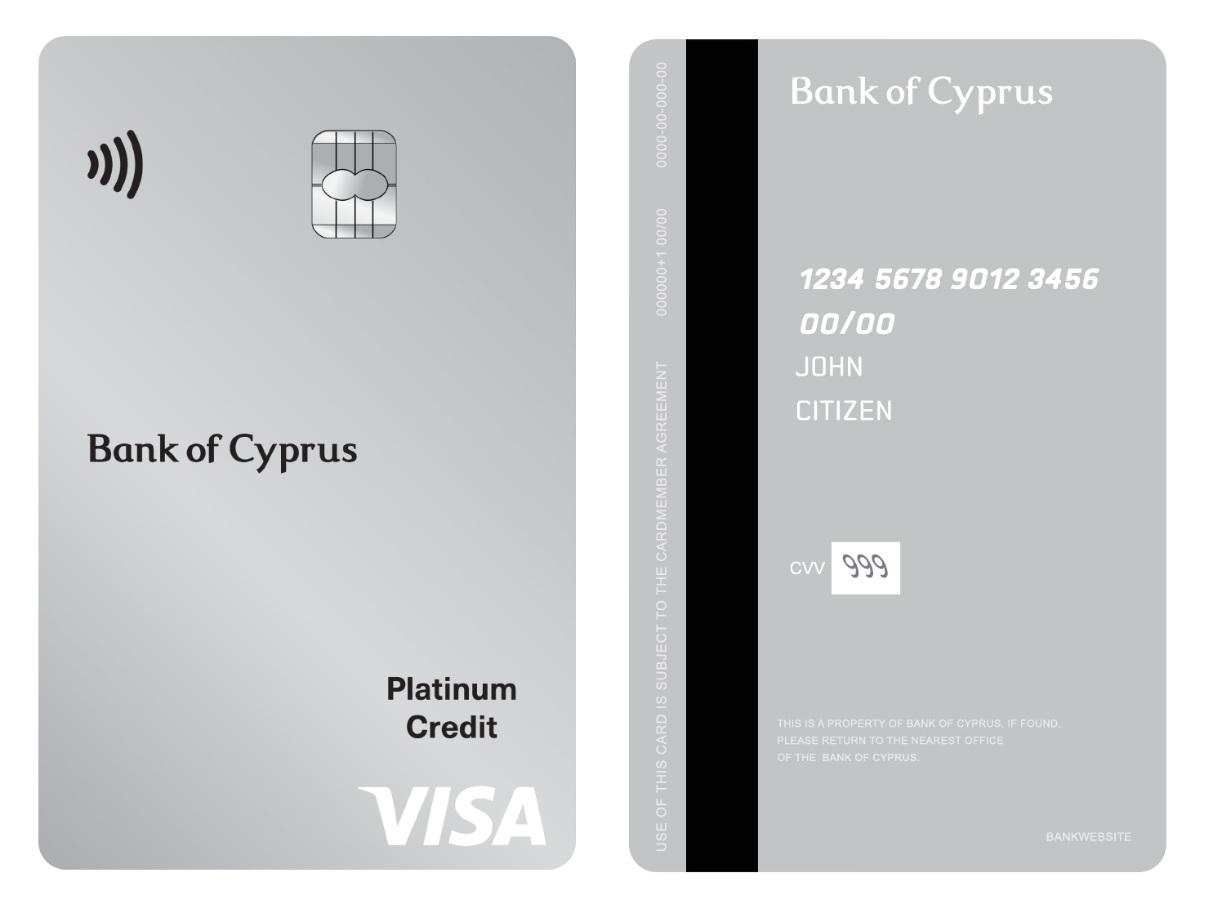 Bank of Cyprus
Platinum
Credit
VISA
0000-00-000-00
000000+1 00/00
USE OF THIS CARD IS SUBJECT TO THE CARDMEMBER AGREEMENT
Bank of Cyprus
1234 5678 9012 3456
00/00
JOHN
CITIZEN
CVV 999
THIS IS A PROPERTY OF BANK OF CYPRUS. IF FOUND,
PLEASE RETURN TO THE NEAREST OFFICE
OF THE BANK OF CYPRUS.
BANKWEBSITE